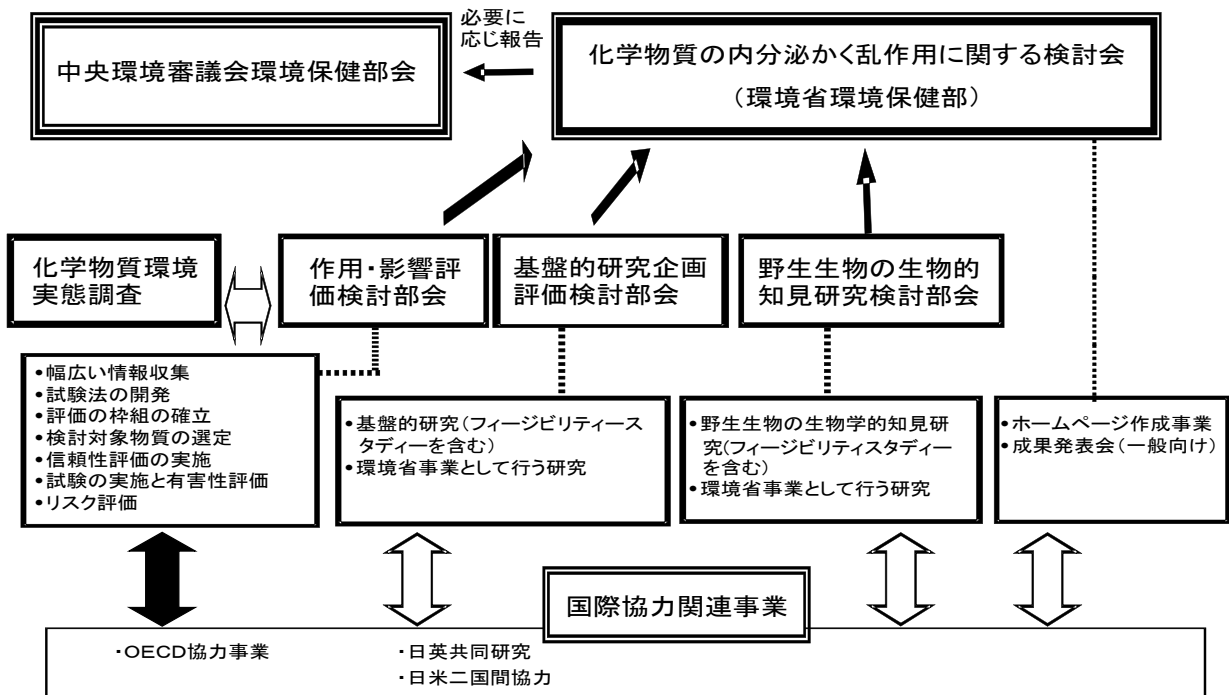 必要に
応じ報告
中央環境審議会環境保健部会
化学物質の内分泌かく乱作用に関する検討会
（環境省環境保健部）
化学物質環境
実態調査
作用・影響評
価検討部会
基盤的研究企画
評価検討部会
野生生物の生物的
知見研究検討部会
•幅広い情報収集
•試験法の開発
•評価の枠組の確立
•検討対象物質の選定
•信頼性評価の実施
•試験の実施と有害性評価
•リスク評価
•基盤的研究（フィージビリティース
タディーを含む）
•環境省事業として行う研究
•野生生物の生物学的知見研
究(フィージビリティスタディー
を含む）
•環境省事業として行う研究
•ホームページ作成事業
•成果発表会（一般向け）
国際協力関連事業
・OECD協力事業
・日英共同研究
・日米二国間協力